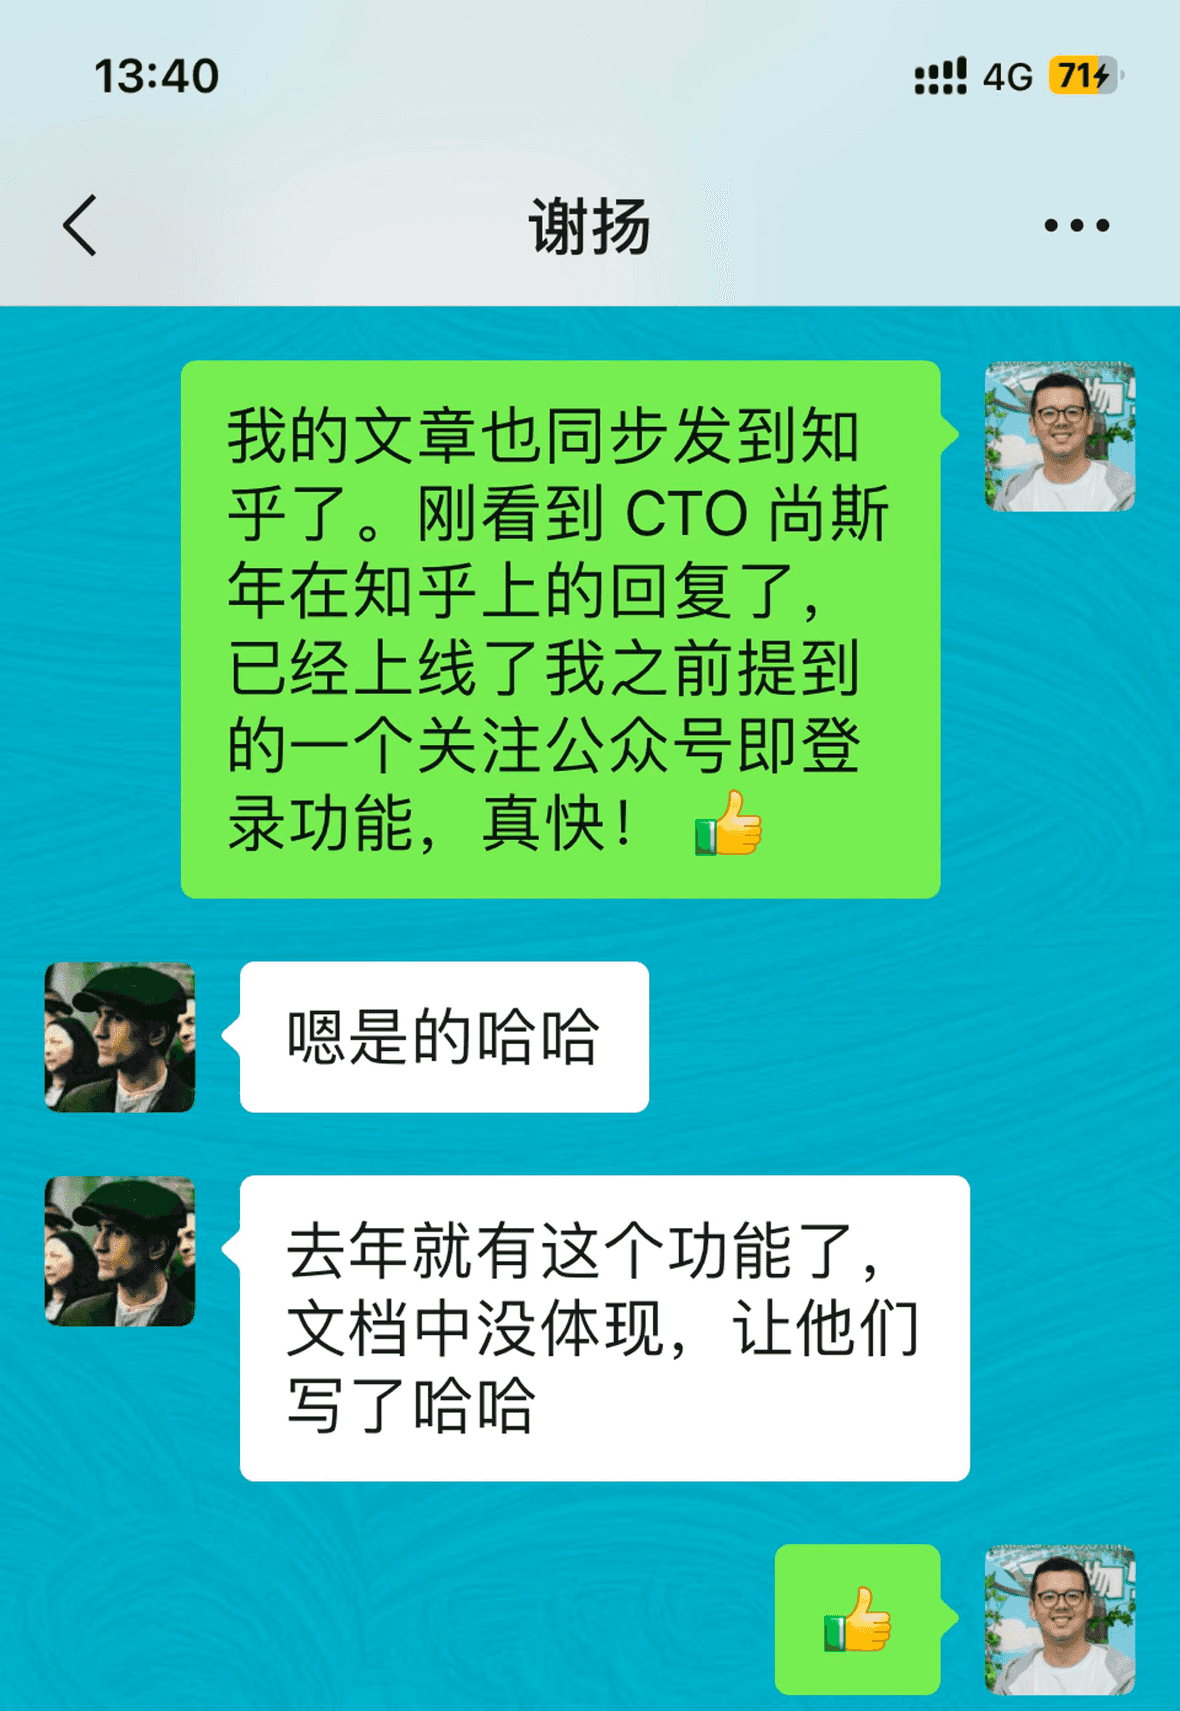 13:40
4G 71
谢扬
我的文章也同步发到知
乎了。刚看到 CTO 尚斯
年在知乎上的回复了，
已经上线了我之前提到
的一个关注公众号即登
录功能，真快！👍
嗯是的哈哈
去年就有这个功能了，
文档中没体现，让他们
写了哈哈
👍